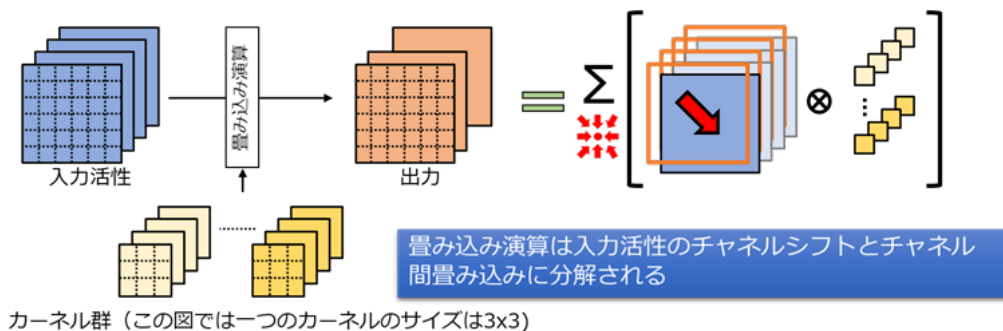 畳み込み演算
入力活性
出力
畳み込み演算は入力活性のチャネルシフトとチャネル
間畳み込みに分解される
カーネル群（この図では一つのカーネルのサイズは3x3)